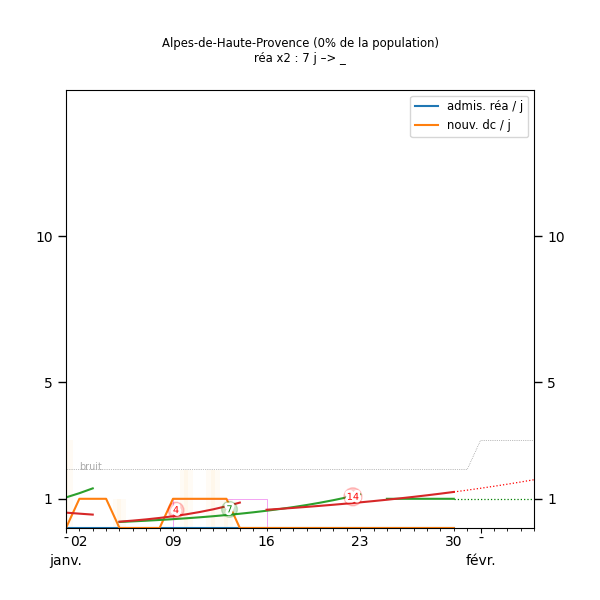 Alpes-de-Haute-Provence (0% de la population)
réa x2 : 7 j –> _
admis. réa / j
nouv. dc / j
10 10
5 5
bruit
1 4 7 14 1
- 02 09 16 23 30 -
janv. févr.